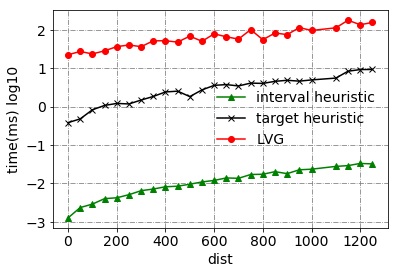 time(ms) log10
2
1
0
−1
−2
−3
interval heuristic
target heuristic
LVG
0 200 400 600 800 1000 1200
dist